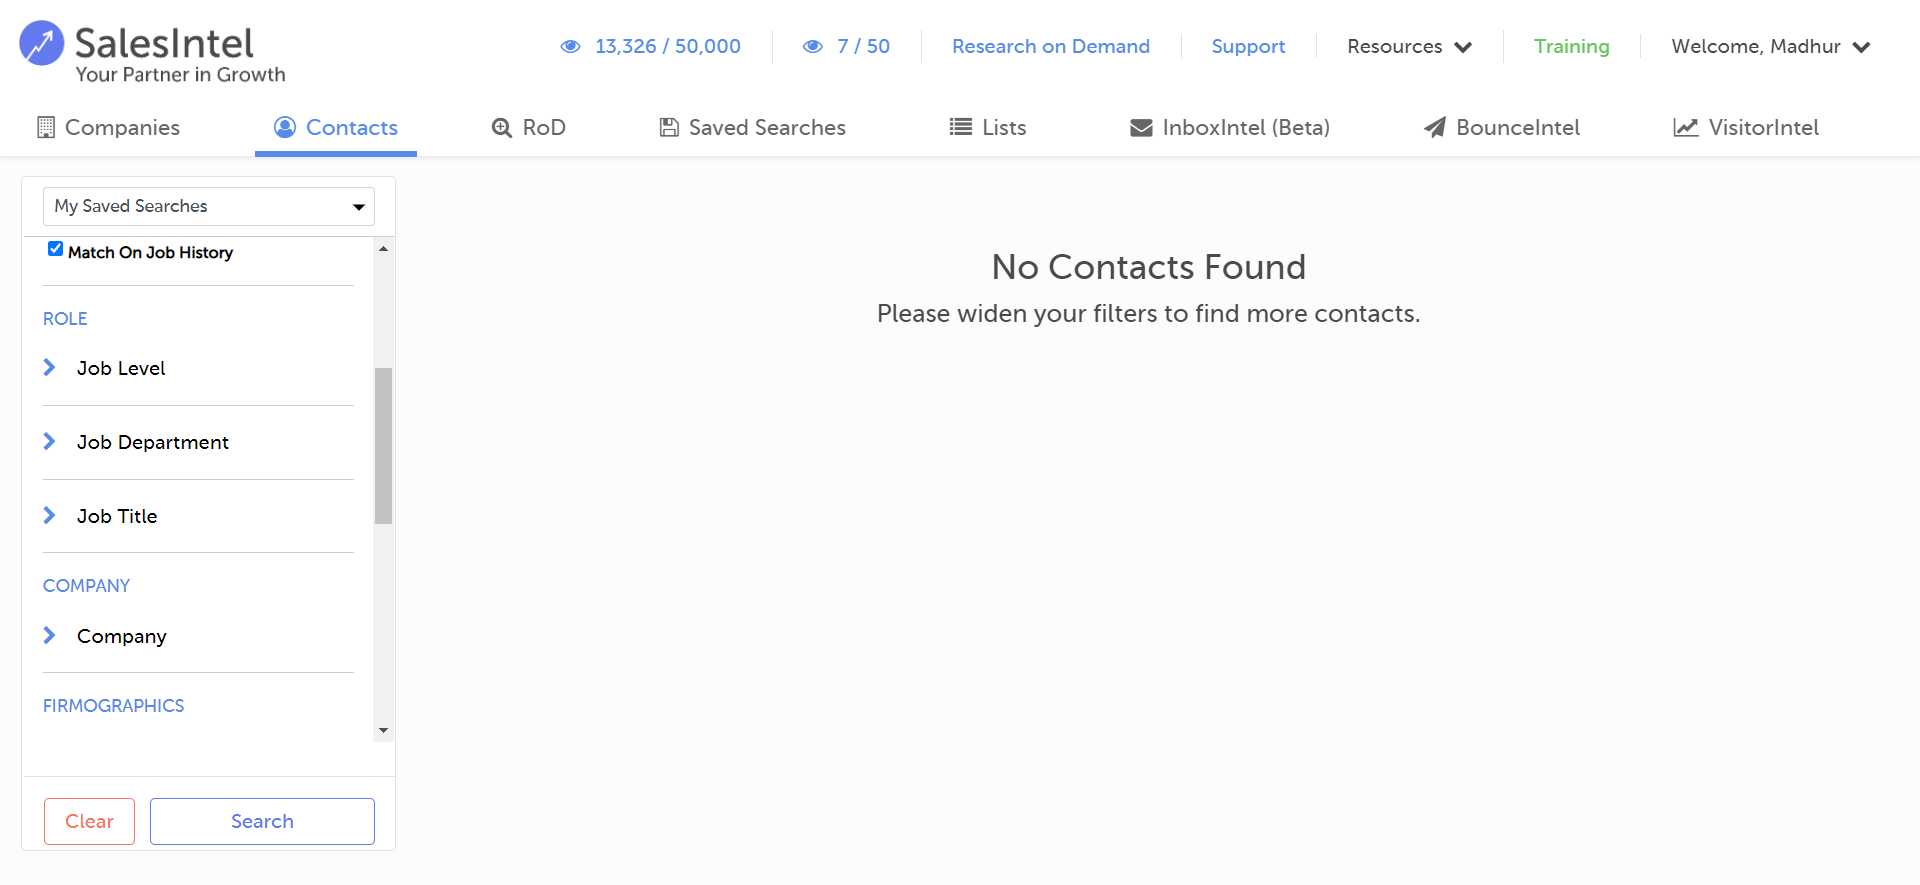 SalesIntel
Your Partner in Growth
13,326 / 50,000
7 / 50
Research on Demand
Support
Resources
Training
Welcome, Madhur
Companies
Contacts
RoD
Saved Searches
Lists
InboxIntel (Beta)
BounceIntel
VisitorIntel
My Saved Searches
Match On Job History
ROLE
Job Level
Job Department
Job Title
COMPANY
Company
FIRMOGRAPHICS
Clear
Search
No Contacts Found
Please widen your filters to find more contacts.